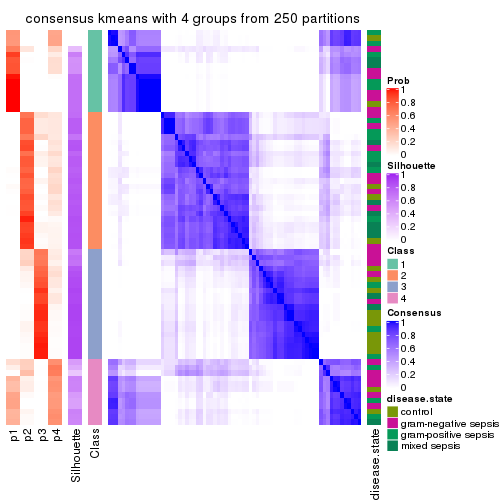 consensus kmeans with 4 groups from 250 partitions
Prob
1
0.8
0.6
0.4
0.2
0
Silhouette
1
0.8
0.6
0.4
0.2
0
Class
1
2
3
4
Consensus
1
0.8
0.6
0.4
0.2
0
disease.state
control
gram-negative sepsis
gram-positive sepsis
mixed sepsis
p1
p2
p3
p4
Silhouette
Class
disease.state